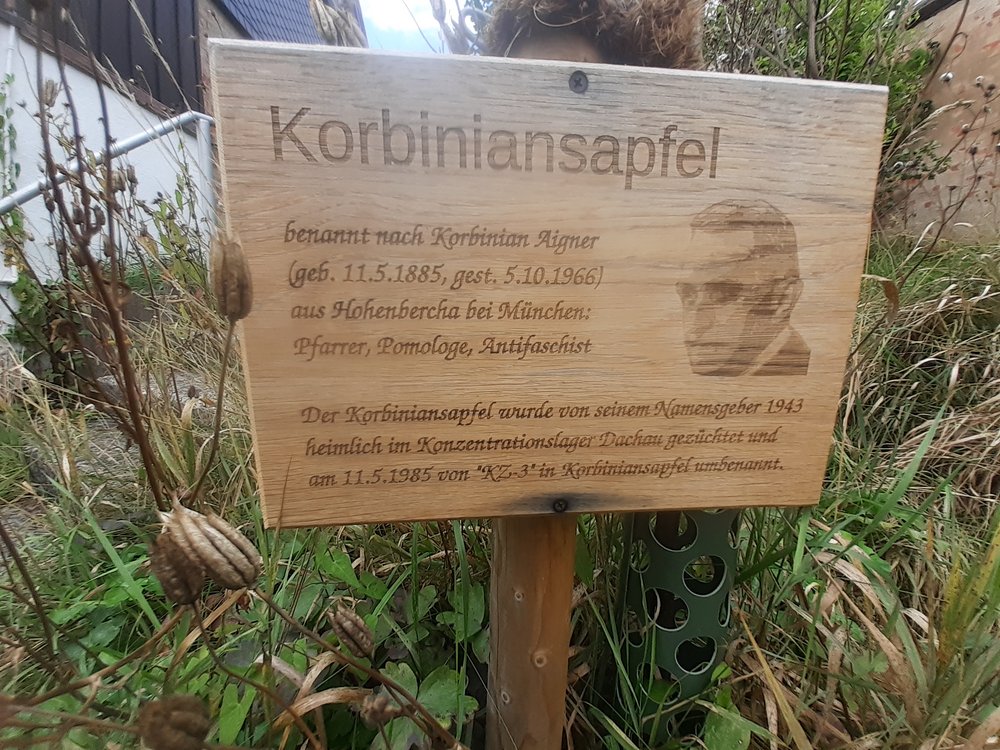 Korbiniansapfel
benannt nach Korbinian Aigner
(geb. 11.5.1885, gest. 5.10.1966)
aus Hohenbercha bei München:
Pfarrer, Pomologe, Antifaschist
Der Korbiniansapfel wurde von seinem Namensgeber 1943
heimlich im Konzentrationslager Dachau gezüchtet und
am 11.5.1985 von "KZ-3" in Korbiniansapfel umbenannt.